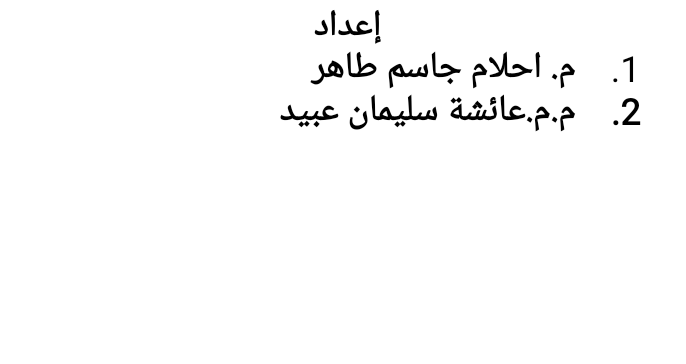 إعداد
1. م. احلام جاسم طاهر
2. م.م.عائشة سليمان عبيد